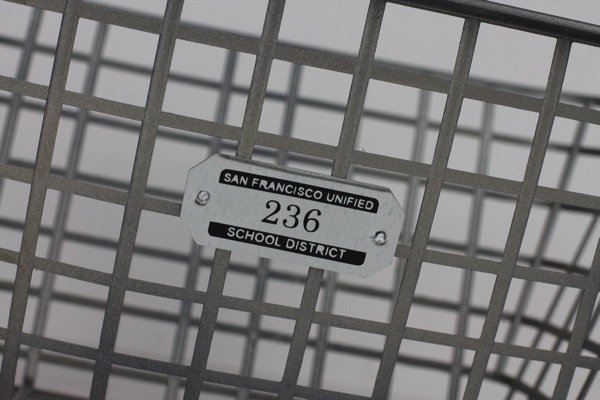 SAN FRANCISCO UNIFIED
236
SCHOOL DISTRICT